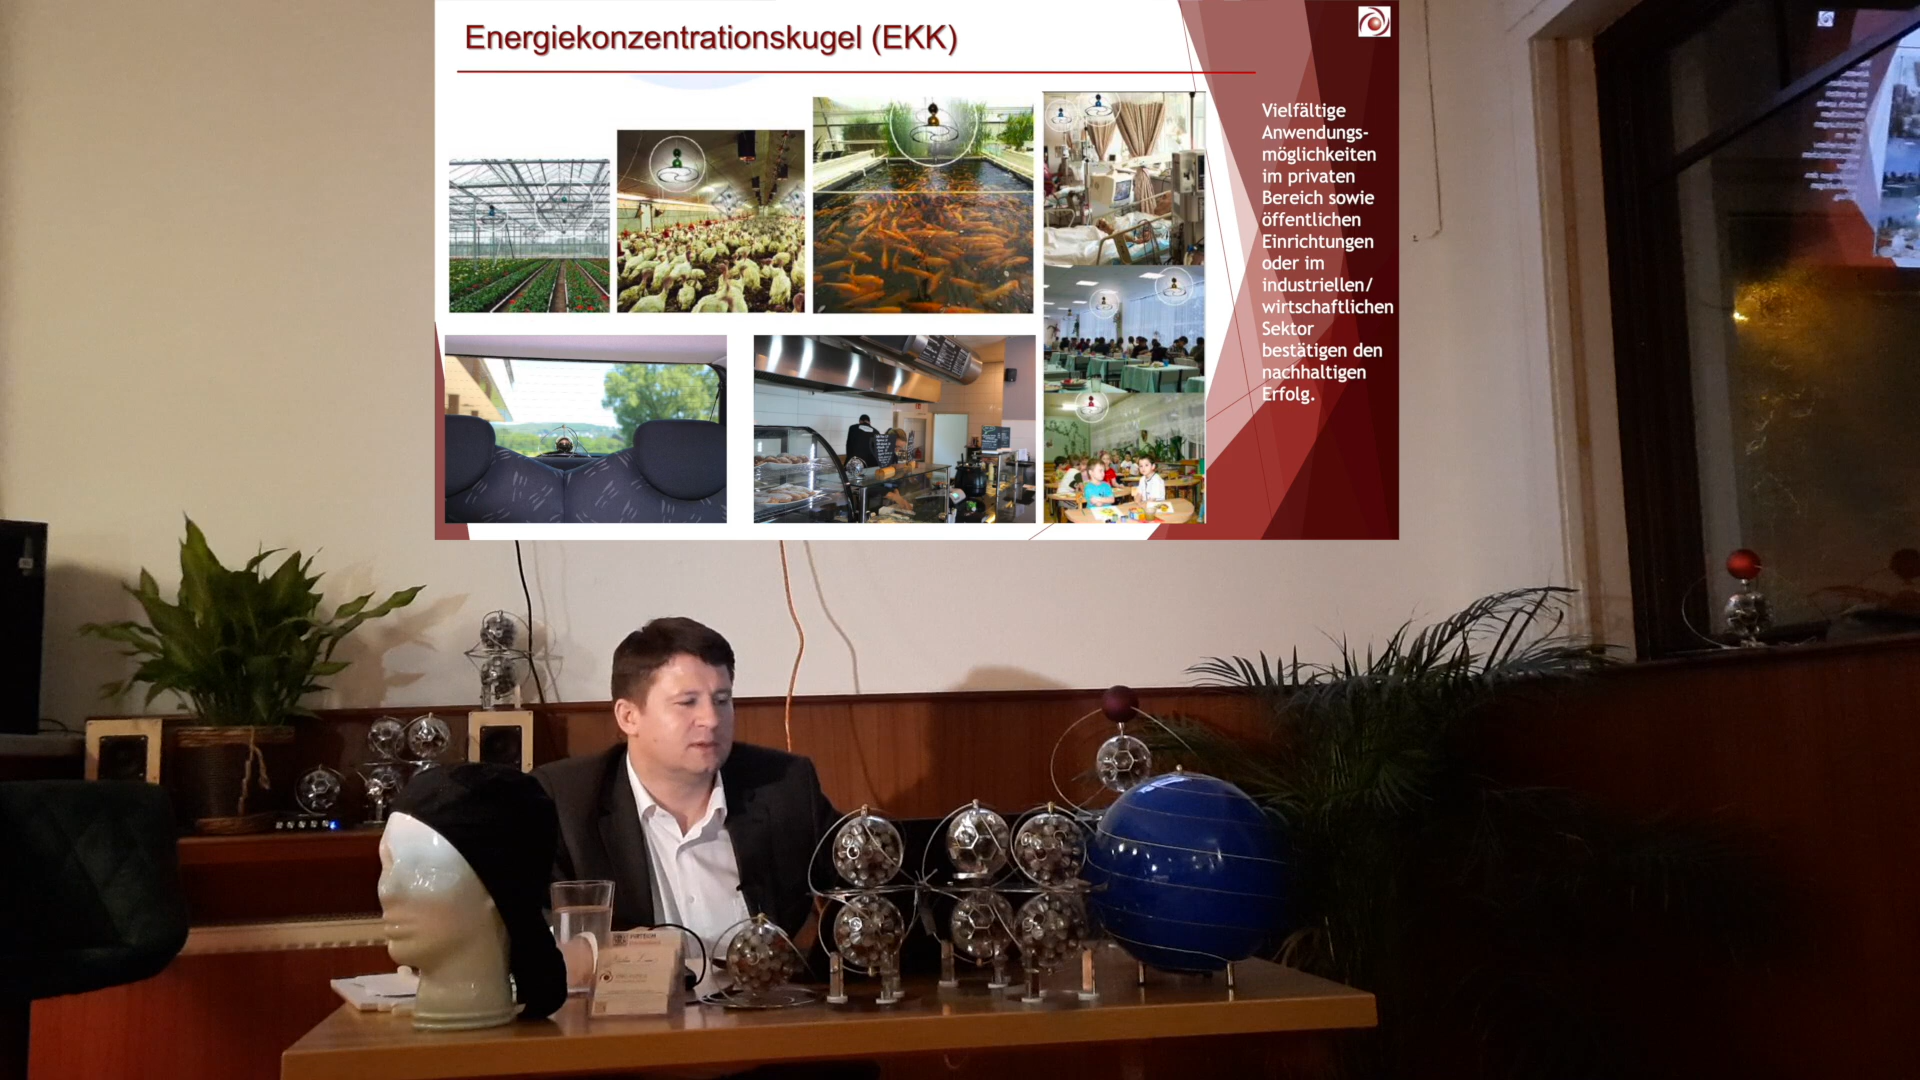 Energiekonzentrationskugel (EKK)
Vielfältige
Anwendungs-
möglichkeiten
im privaten
Bereich sowie
öffentlichen
Einrichtungen
oder im
industriellen/
wirtschaftlichen
Sektor
bestätigen den
nachhaltigen
Erfolg.